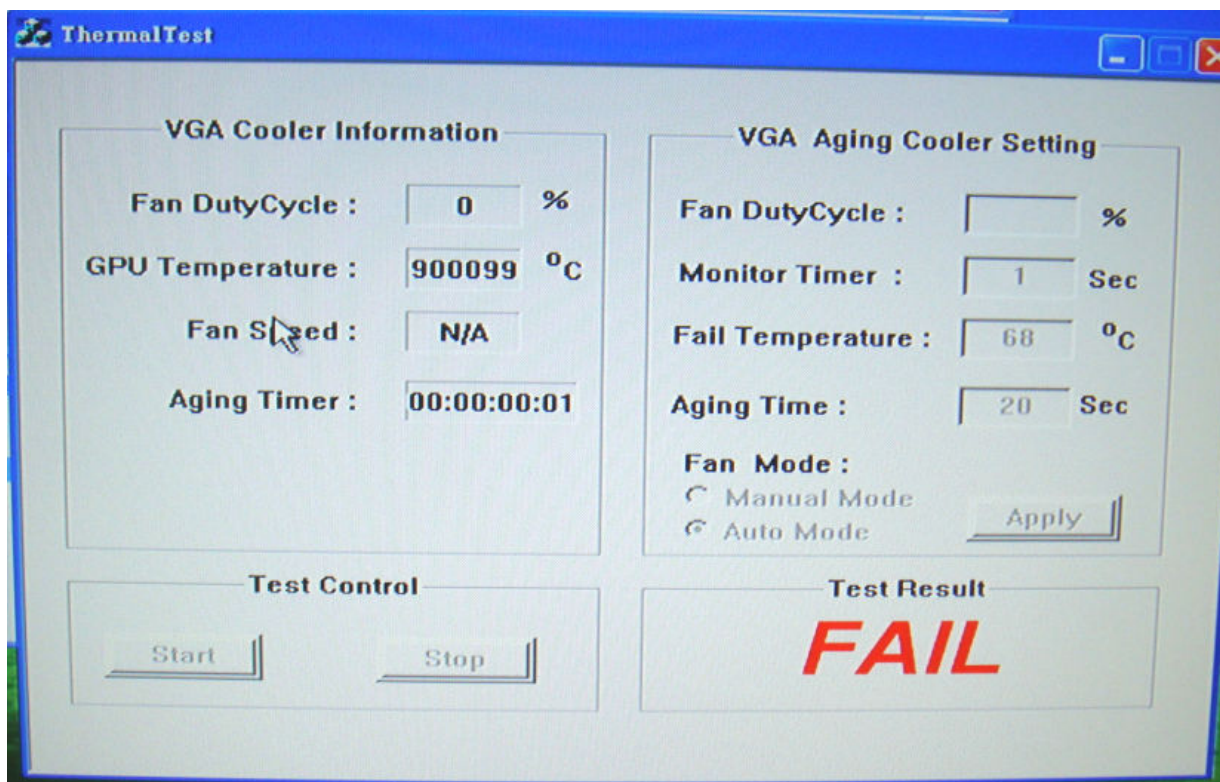 ThermalTest
VGA Cooler Information
Fan DutyCycle : 0 %
GPU Temperature : 900099 ºC
Fan Speed : N/A
Aging Timer : 00:00:00:01
VGA Aging Cooler Setting
Fan DutyCycle : %
Monitor Timer : 1 Sec
Fail Temperature : 68 ºC
Aging Time : 20 Sec
Fan Mode :
Manual Mode
Auto Mode
Apply
Test Control
Start
Stop
Test Result
FAIL